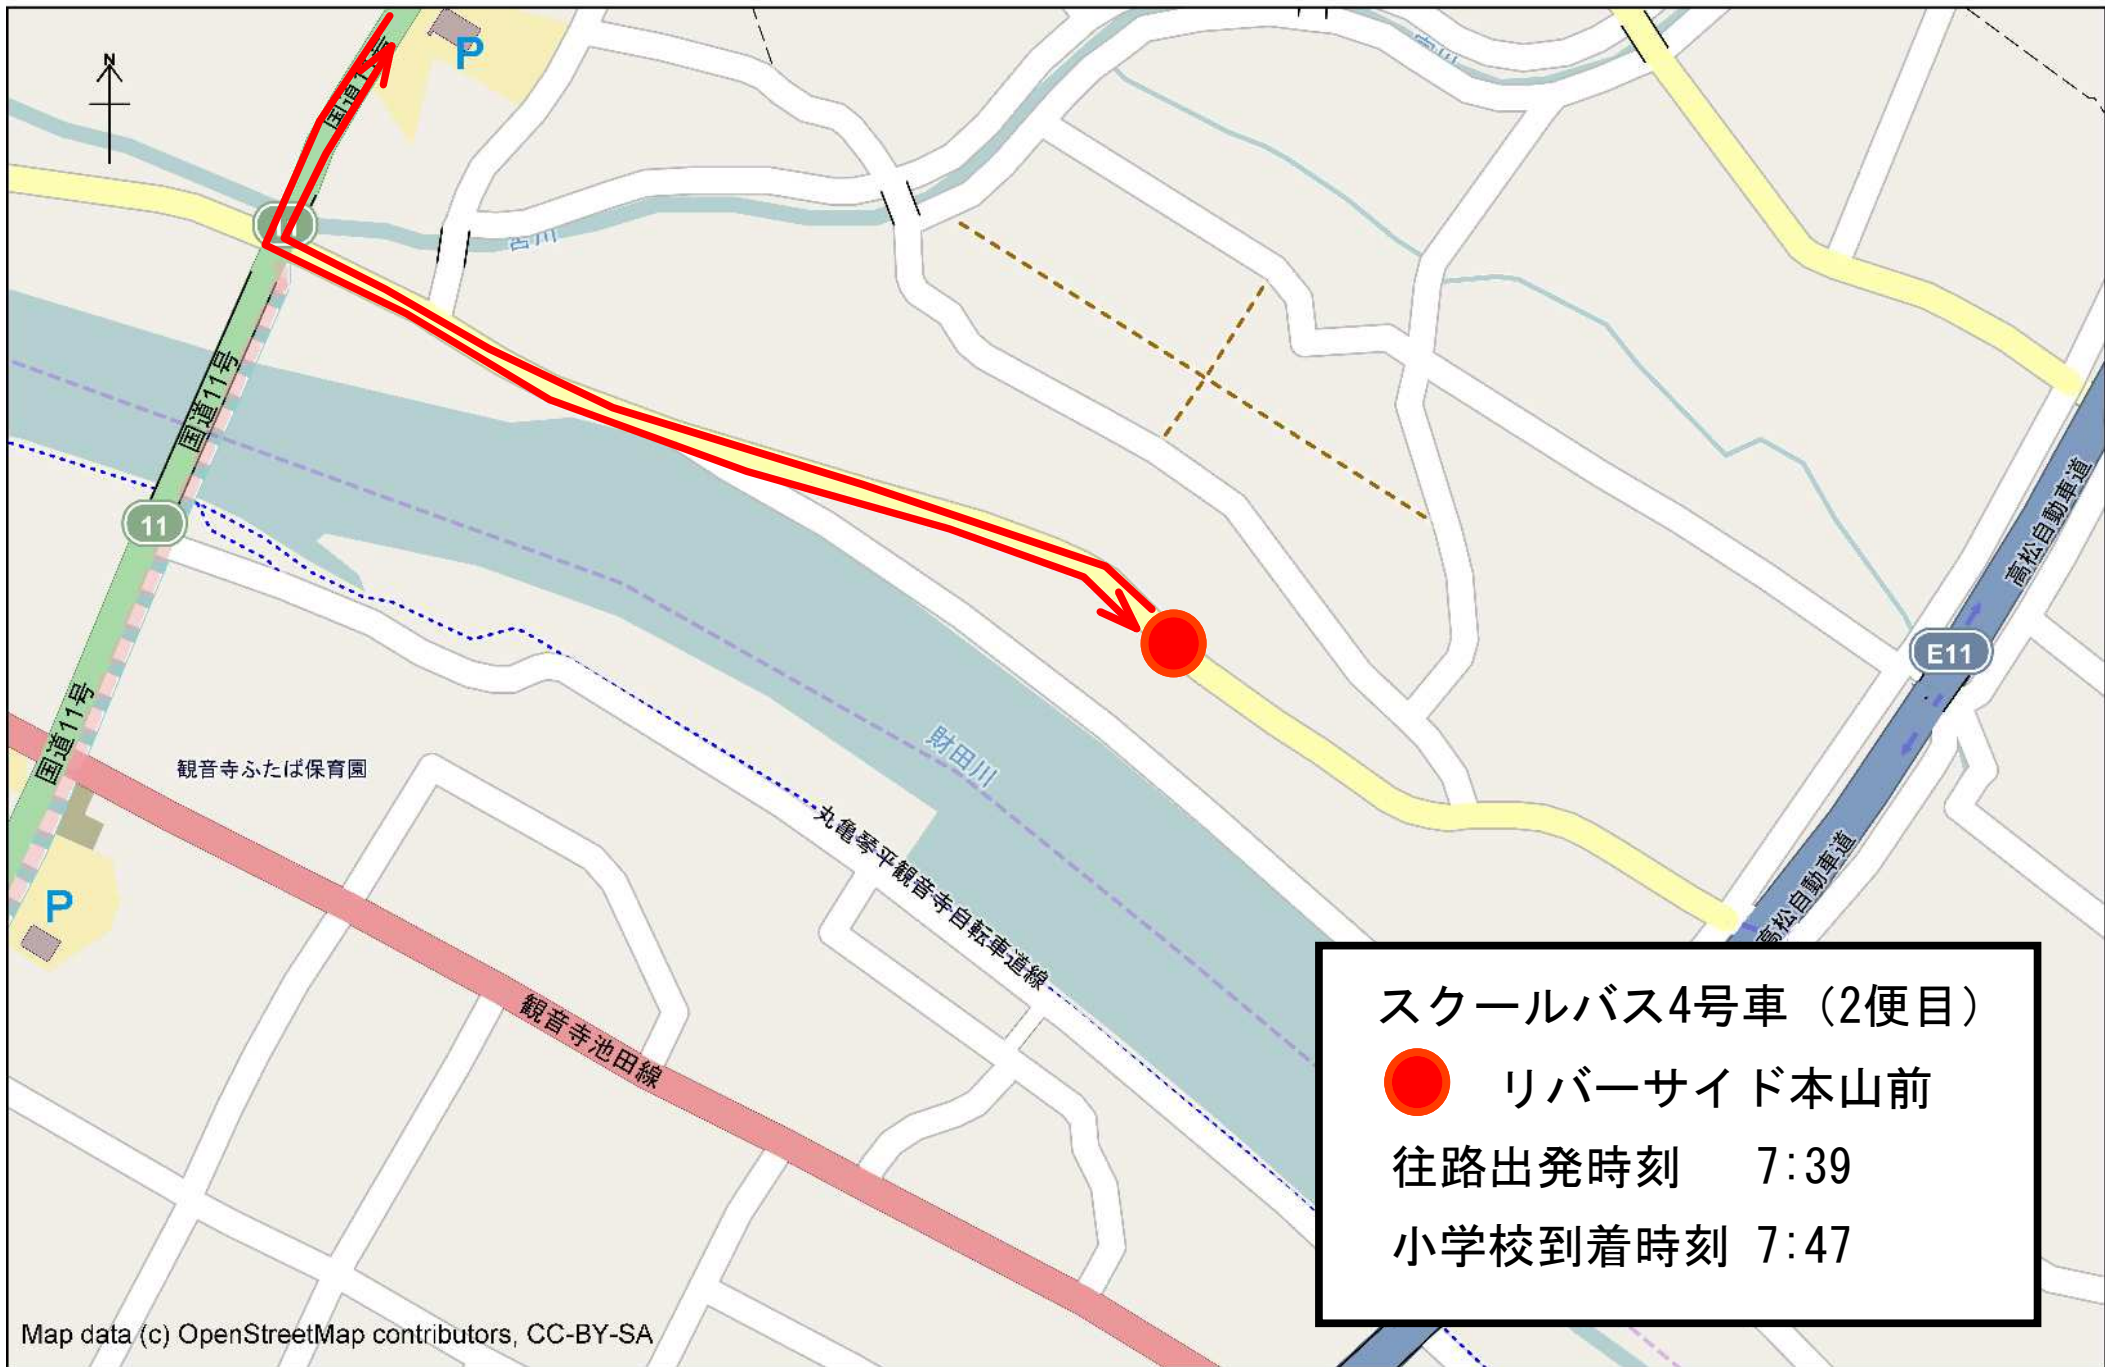 N
P
国道11号
古川
古川
国道11号
11
国道11号
P
観音寺ふたば保育園
財田川
丸亀琴平観音寺自転車道線
観音寺池田線
高松自動車道
E11
高松自動車道
スクールバス4号車（2便目）
リバーサイド本山前
往路出発時刻 7:39
小学校到着時刻 7:47
Map data (c) OpenStreetMap contributors, CC-BY-SA